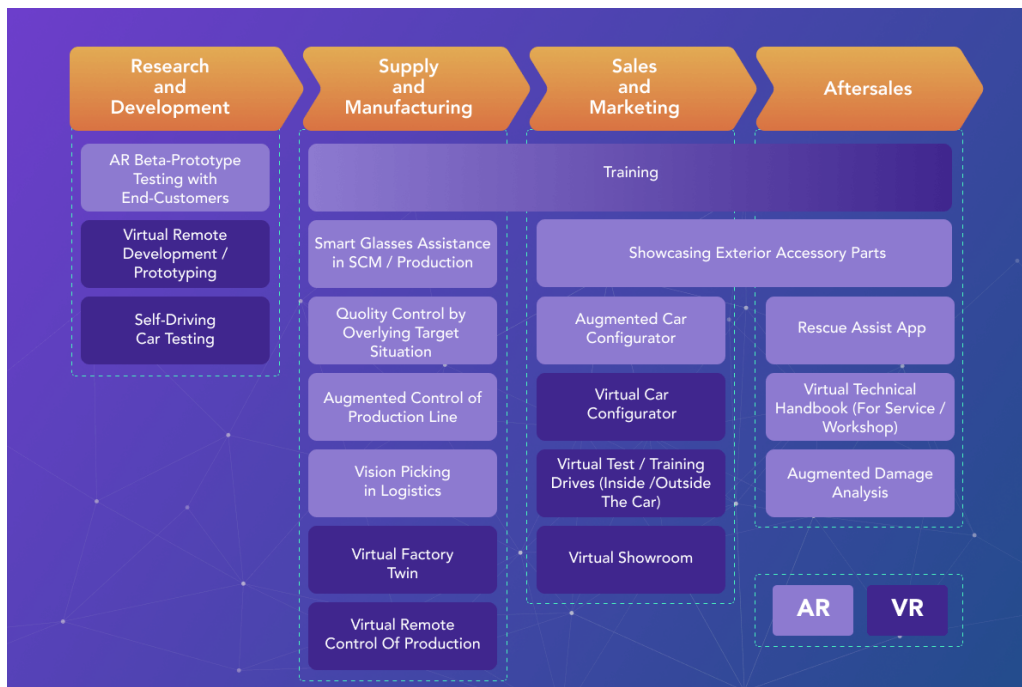 Research
and
Development
Supply
and
Manufacturing
Sales
and
Marketing
Aftersales
AR Beta-Prototype
Testing with
End-Customers
Virtual Remote
Development /
Prototyping
Self-Driving
Car Testing
Training
Smart Glasses Assistance
in SCM / Production
Quolity Control by
Overlying Target
Situation
Augmented Control of
Production Line
Vision Picking
in Logistics
Virtual Factory
Twin
Virtual Remote
Control Of Production
Showcasing Exterior Accessory Parts
Augmented Car
Configurator
Virtual Car
Configurator
Virtual Test / Training
Drives (Inside /Outside
The Car)
Virtual Showroom
Rescue Assist App
Virtual Technical
Handbook (For Service /
Workshop)
Augmented Damage
Analysis
AR
VR